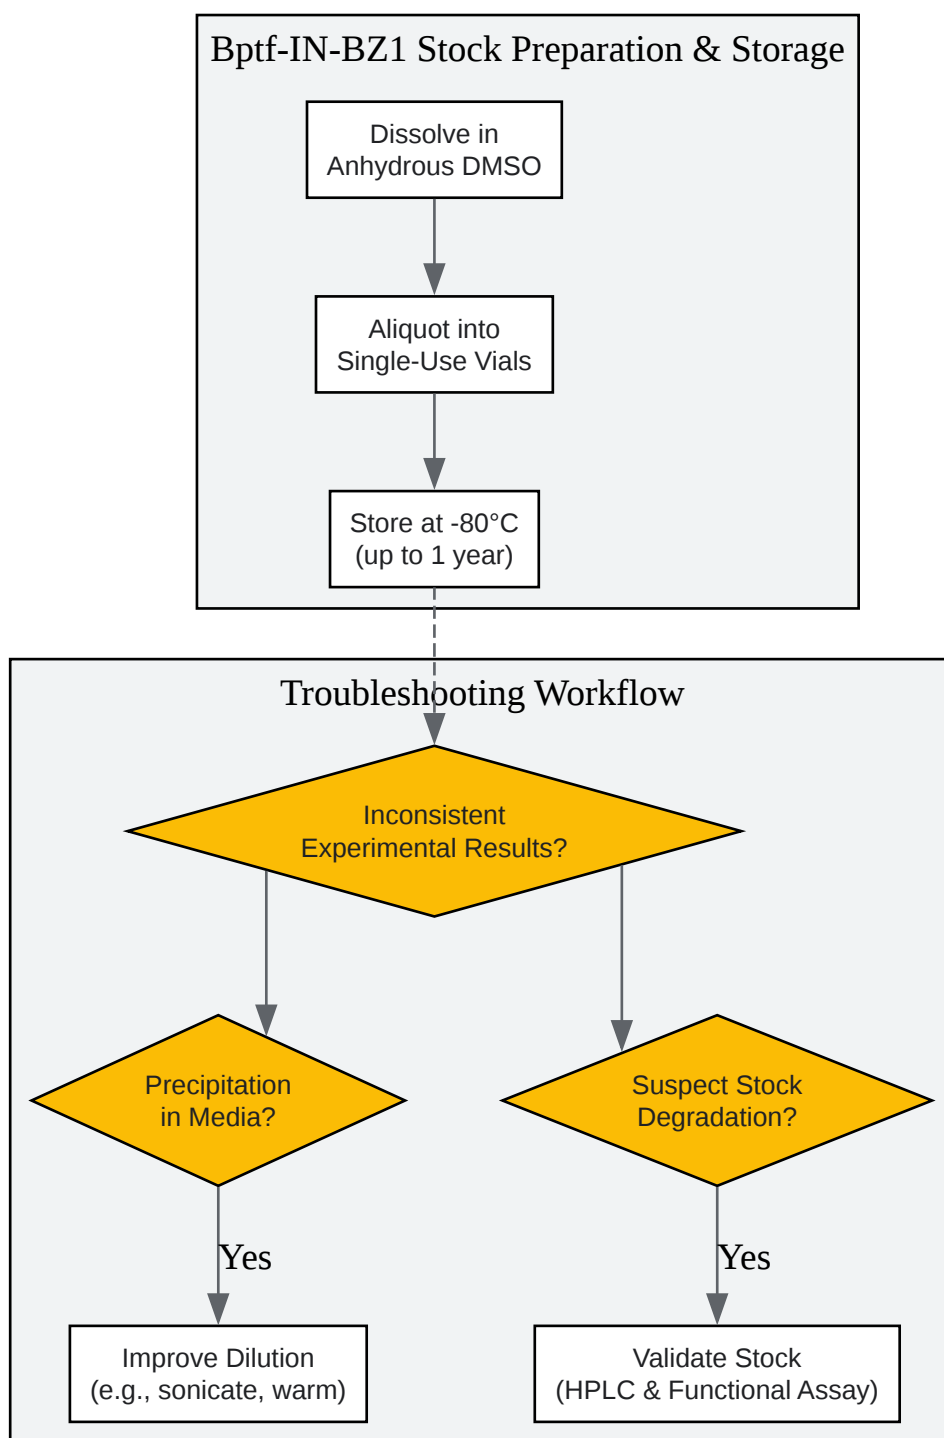 Bptf-IN-BZ1 Stock Preparation & Storage
Dissolve in
Anhydrous DMSO
Aliquot into
Single-Use Vials
Store at -80°C
(up to 1 year)
Troubleshooting Workflow
Inconsistent
Experimental Results?
Precipitation
in Media?
Suspect Stock
Degradation?
Yes
Yes
Improve Dilution
(e.g., sonicate, warm)
Validate Stock
(HPLC & Functional Assay)